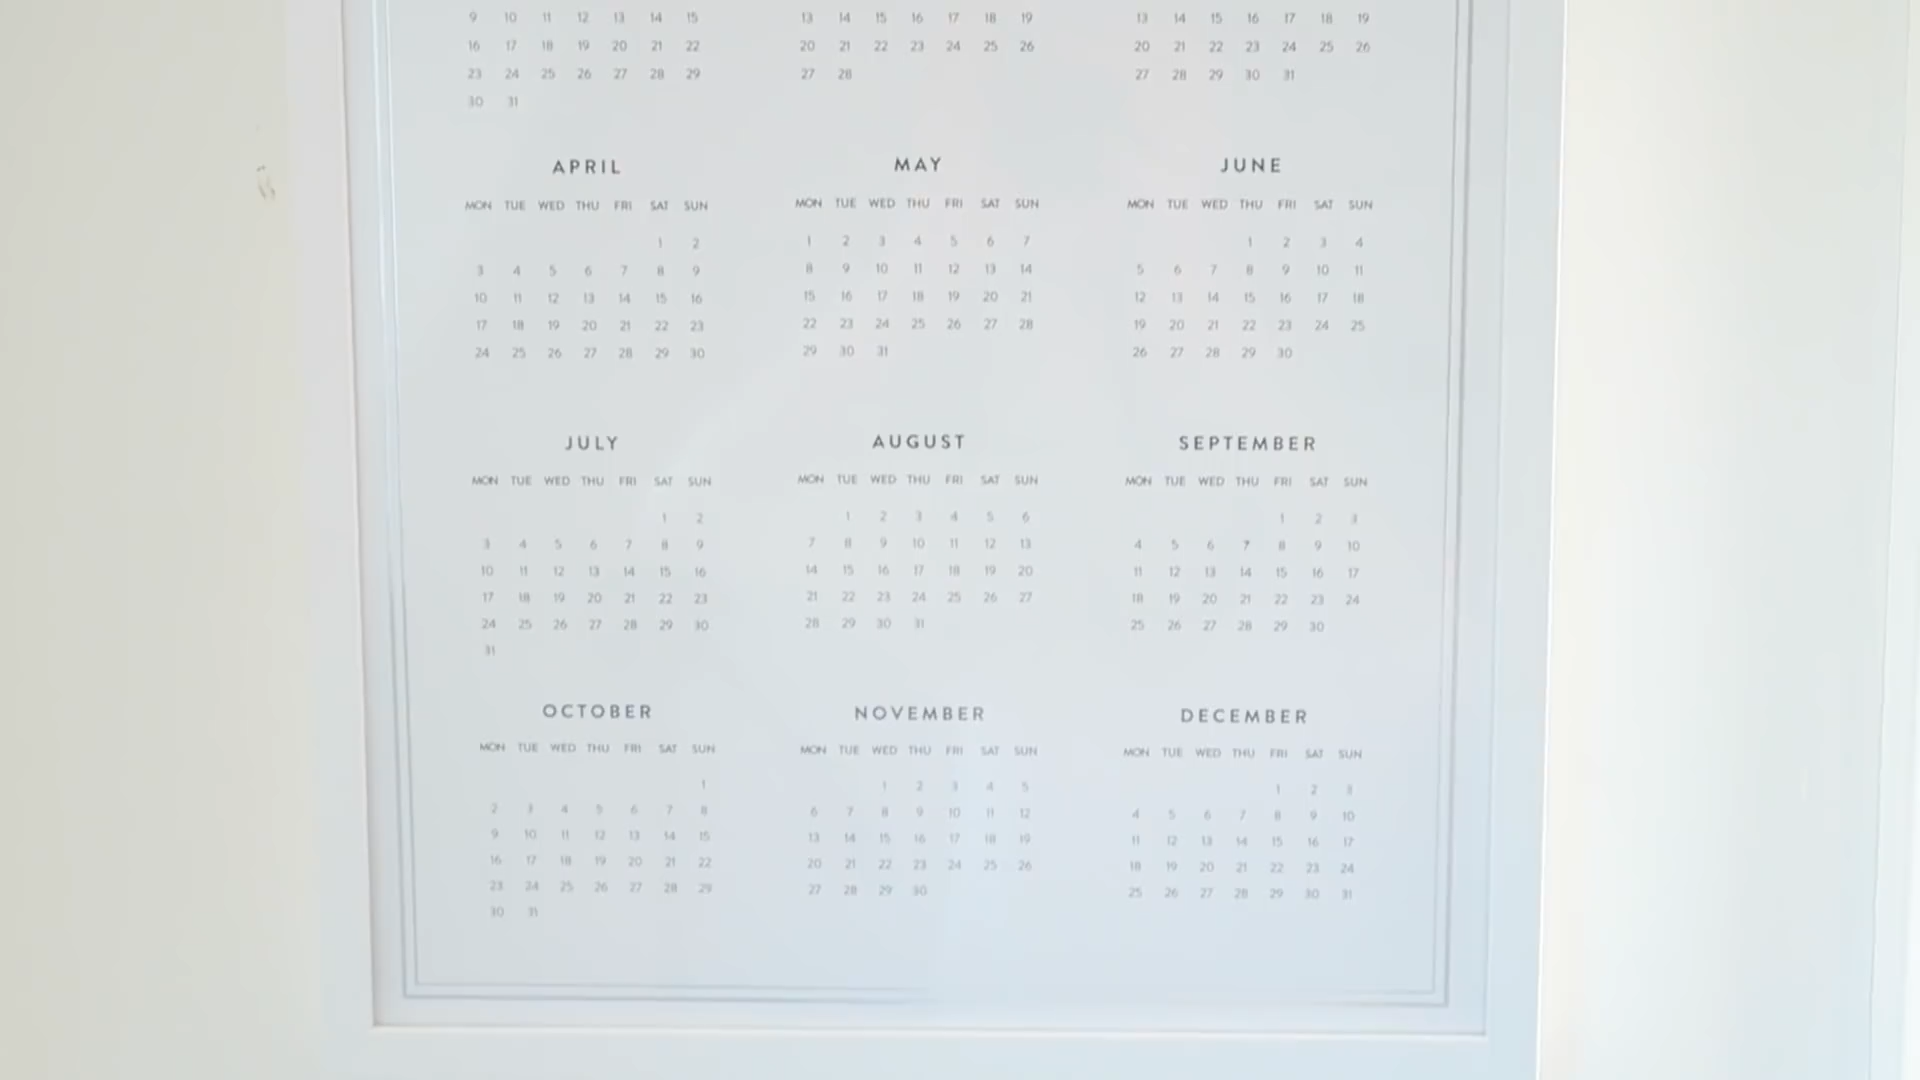 9 10 11 12 13 14 15
16 17 18 19 20 21 22
23 24 25 26 27 28 29
30 31
13 14 15 16 17 18 19
20 21 22 23 24 25 26
27 28
13 14 15 16 17 18 19
20 21 22 23 24 25 26
27 28 29 30 31
APRIL
MON TUE WED THU FRI SAT SUN
1 2
3 4 5 6 7 8 9
10 11 12 13 14 15 16
17 18 19 20 21 22 23
24 25 26 27 28 29 30
MAY
MON TUE WED THU FRI SAT SUN
1 2 3 4 5 6 7
8 9 10 11 12 13 14
15 16 17 18 19 20 21
22 23 24 25 26 27 28
29 30 31
JUNE
MON TUE WED THU FRI SAT SUN
1 2 3 4
5 6 7 8 9 10 11
12 13 14 15 16 17 18
19 20 21 22 23 24 25
26 27 28 29 30
JULY
MON TUE WED THU FRI SAT SUN
1 2
3 4 5 6 7 8 9
10 11 12 13 14 15 16
17 18 19 20 21 22 23
24 25 26 27 28 29 30
31
AUGUST
MON TUE WED THU FRI SAT SUN
1 2 3 4 5 6
7 8 9 10 11 12 13
14 15 16 17 18 19 20
21 22 23 24 25 26 27
28 29 30 31
SEPTEMBER
MON TUE WED THU FRI SAT SUN
1 2 3
4 5 6 7 8 9 10
11 12 13 14 15 16 17
18 19 20 21 22 23 24
25 26 27 28 29 30
OCTOBER
MON TUE WED THU FRI SAT SUN
1
2 3 4 5 6 7 8
9 10 11 12 13 14 15
16 17 18 19 20 21 22
23 24 25 26 27 28 29
30 31
NOVEMBER
MON TUE WED THU FRI SAT SUN
1 2 3 4 5
6 7 8 9 10 11 12
13 14 15 16 17 18 19
20 21 22 23 24 25 26
27 28 29 30
DECEMBER
MON TUE WED THU FRI SAT SUN
1 2 3
4 5 6 7 8 9 10
11 12 13 14 15 16 17
18 19 20 21 22 23 24
25 26 27 28 29 30 31